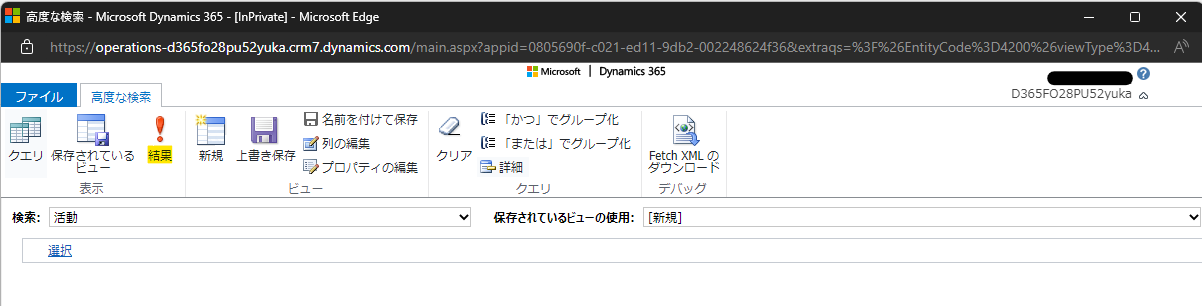 高度な検索 - Microsoft Dynamics 365 - [InPrivate] - Microsoft Edge
https://operations-d365fo28pu52yuka.crm7.dynamics.com/main.aspx?appid=0805690f-c021-ed11-9db2-002248624f36&extraqs=%3F%26EntityCode%3D4200%26viewType%3D4...
Microsoft | Dynamics 365
ファイル 高度な検索
D365FO28PU52yuka
クエリ
保存されている
ビュー
結果
表示
新規
上書き保存
名前を付けて保存
列の編集
プロパティの編集
ビュー
クリア
「かつ」でグループ化
「または」でグループ化
詳細
クエリ
Fetch XML の
ダウンロード
デバッグ
検索: 活動
保存されているビューの使用: [新規]
選択